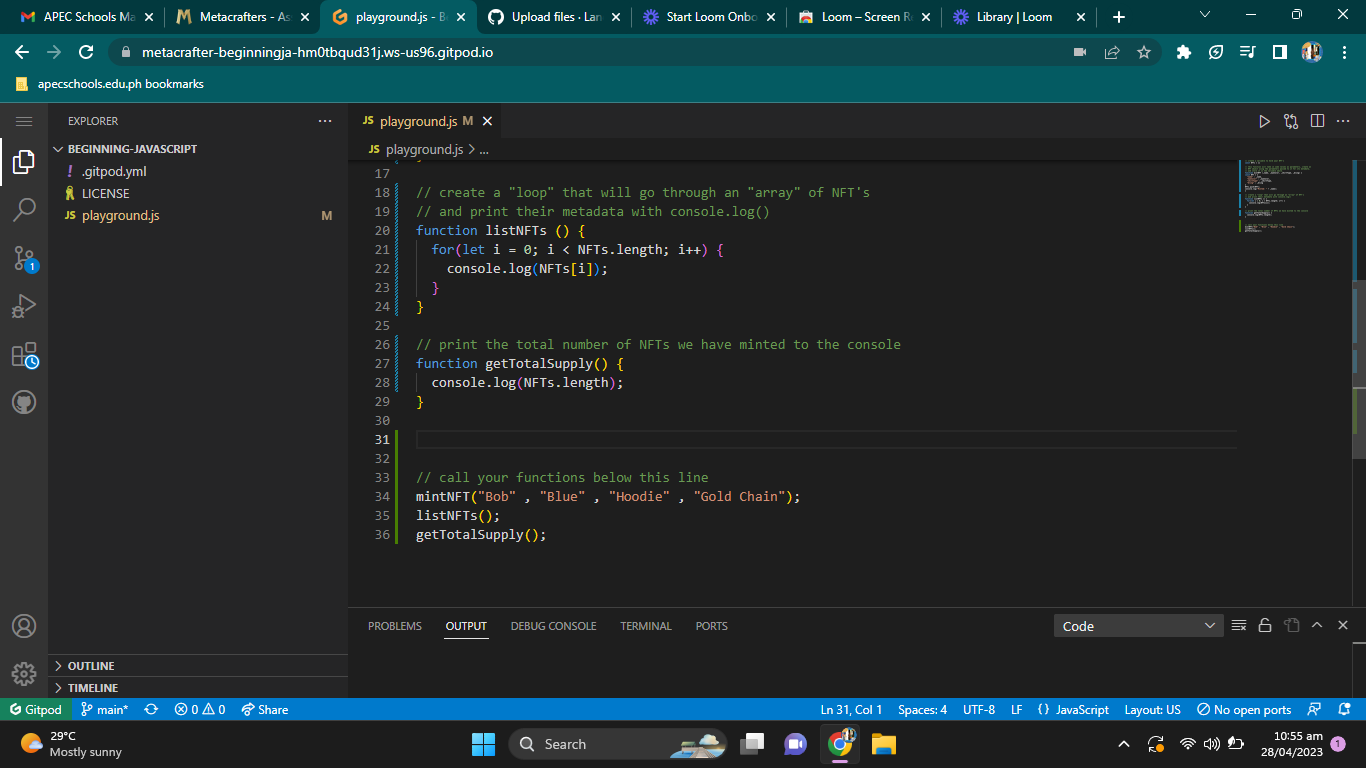 APEC Schools Ma
Metacrafters - As
playground.js - B
Upload files · Lan
Start Loom Onbo
Loom – Screen R
Library | Loom
metacrafter-beginningja-hm0tbqud31j.ws-us96.gitpod.io
apecschools.edu.ph bookmarks
EXPLORER
BEGINNING-JAVASCRIPT
.gitpod.yml
LICENSE
JS playground.js M
1
OUTLINE
TIMELINE
JS playground.js M
JS playground.js > ...
17
18 // create a "loop" that will go through an "array" of NFT's
19 // and print their metadata with console.log()
20 function listNFTs () {
21 for(let i = 0; i < NFTs.length; i++) {
22 console.log(NFTs[i]);
23 }
24 }
25
26 // print the total number of NFTs we have minted to the console
27 function getTotalSupply() {
28 console.log(NFTs.length);
29 }
30
31
32
33 // call your functions below this line
34 mintNFT("Bob" , "Blue" , "Hoodie" , "Gold Chain");
35 listNFTs();
36 getTotalSupply();
PROBLEMS OUTPUT DEBUG CONSOLE TERMINAL PORTS
Code
Gitpod main* 0 0 Share
Ln 31, Col 1 Spaces: 4 UTF-8 LF {} JavaScript Layout: US No open ports
29°C
Mostly sunny
Search
10:55 am
28/04/2023
1